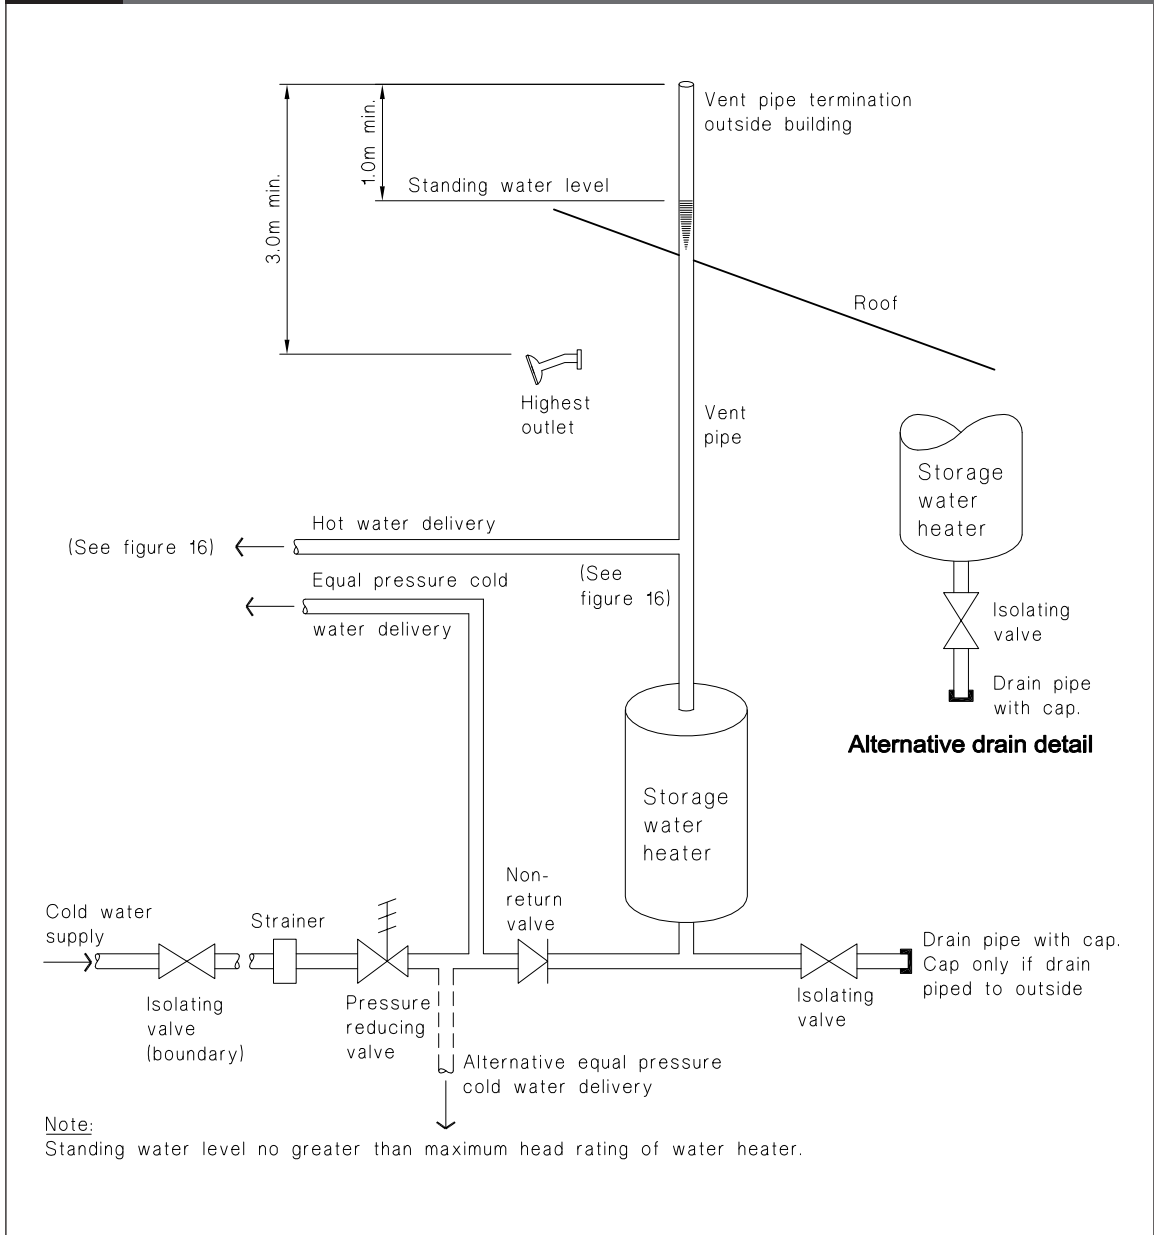 Vent pipe termination
outside building
1.0m min.
Standing water level
3.0m min.
Roof
Highest
outlet
Vent
pipe
Storage
water
heater
Hot water delivery
(See figure 16)
(See
figure 16)
Equal pressure cold
water delivery
Isolating
valve
Drain pipe
with cap.
Alternative drain detail
Storage
water
heater
Non-
return
valve
Cold water
supply
Strainer
Drain pipe with cap.
Cap only if drain
piped to outside
Isolating
valve
(boundary)
Pressure
reducing
valve
Isolating
valve
Alternative equal pressure
cold water delivery
Note:
Standing water level no greater than maximum head rating of water heater.